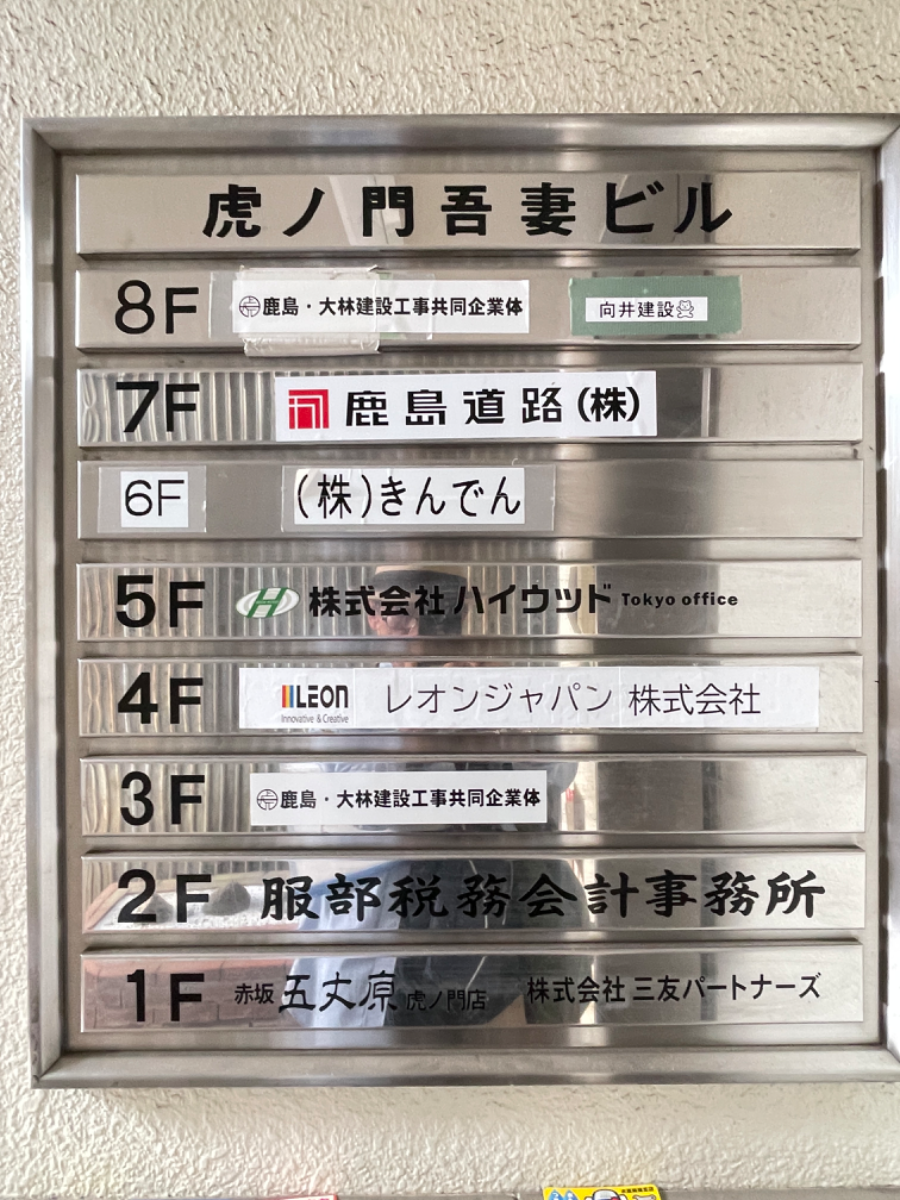 虎ノ門吾妻ビル
8F 鹿島・大林建設工事共同企業体 向井建設
7F 鹿島道路(株)
6F (株)きんでん
5F 株式会社ハイウッド Tokyo office
4F LEON Innovative & Creative レオンジャパン 株式会社
3F 鹿島・大林建設工事共同企業体
2F 服部税務会計事務所
1F 赤坂 五丈原 虎ノ門店 株式会社 三友パートナーズ